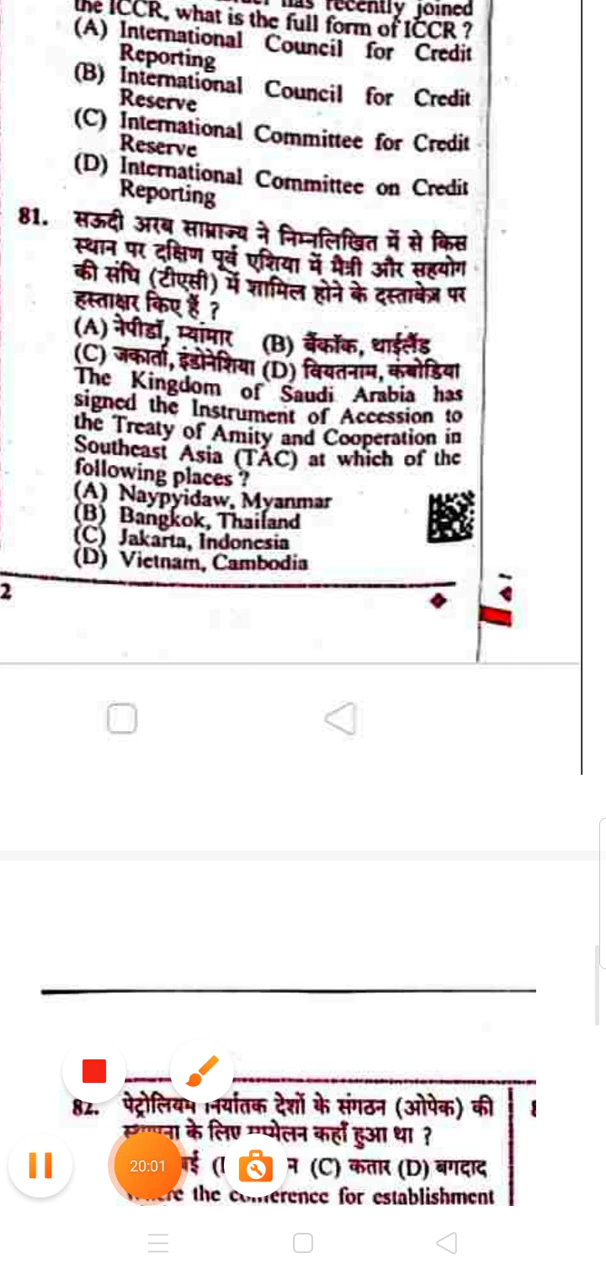 has recently joined
the ICCR, what is the full form of ICCR ?
(A) International Council for Credit
Reporting
(B) International Council for Credit
Reserve
(C) International Committee for Credit
Reserve
(D) International Committee on Credit
Reporting
81. सऊदी अरब साम्राज्य ने निम्नलिखित में से किस
स्थान पर दक्षिण पूर्व एशिया में मैत्री और सहयोग
की संधि (टीएसी) में शामिल होने के दस्तावेज पर
हस्ताक्षर किए हैं ?
(A) नेपीडॉ, म्यांमार (B) बैंकॉक, थाईलैंड
(C) जकार्ता, इंडोनेशिया (D) वियतनाम, कंबोडिया
The Kingdom of Saudi Arabia has
signed the Instrument of Accession to
the Treaty of Amity and Cooperation in
Southeast Asia (TAC) at which of the
following places ?
(A) Naypyidaw, Myanmar
(B) Bangkok, Thailand
(C) Jakarta, Indonesia
(D) Vietnam, Cambodia
2
82. पेट्रोलियम निर्यातक देशों के संगठन (ओपेक) की
के लिए कहाँ हुआ था ?
(C) कतार (D) बगदाद
20:01
the conference for establishment